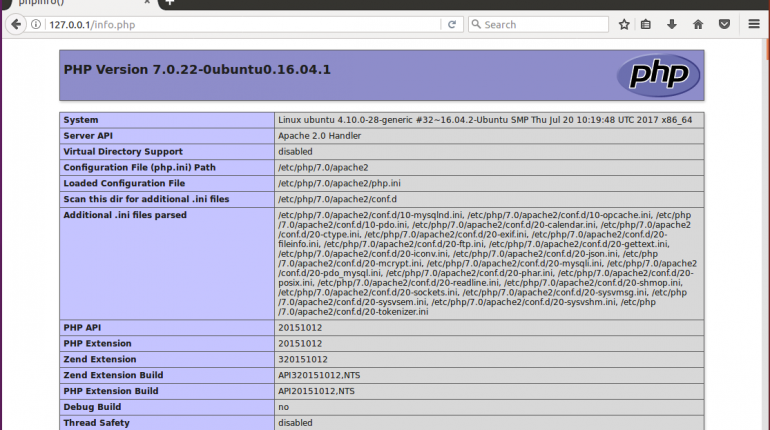 phpinfo()
127.0.0.1/info.php
Search
PHP Version 7.0.22-0ubuntu0.16.04.1
php
System Linux ubuntu 4.10.0-28-generic #32~16.04.2-Ubuntu SMP Thu Jul 20 10:19:48 UTC 2017 x86_64
Server API Apache 2.0 Handler
Virtual Directory Support disabled
Configuration File (php.ini) Path /etc/php/7.0/apache2
Loaded Configuration File /etc/php/7.0/apache2/php.ini
Scan this dir for additional .ini files /etc/php/7.0/apache2/conf.d
Additional .ini files parsed /etc/php/7.0/apache2/conf.d/10-mysqlnd.ini, /etc/php/7.0/apache2/conf.d/10-opcache.ini, /etc/php
/7.0/apache2/conf.d/10-pdo.ini, /etc/php/7.0/apache2/conf.d/20-calendar.ini, /etc/php/7.0/apache2
/conf.d/20-ctype.ini, /etc/php/7.0/apache2/conf.d/20-exif.ini, /etc/php/7.0/apache2/conf.d/20-
fileinfo.ini, /etc/php/7.0/apache2/conf.d/20-ftp.ini, /etc/php/7.0/apache2/conf.d/20-gettext.ini,
/etc/php/7.0/apache2/conf.d/20-iconv.ini, /etc/php/7.0/apache2/conf.d/20-json.ini, /etc/php
/7.0/apache2/conf.d/20-mcrypt.ini, /etc/php/7.0/apache2/conf.d/20-mysqli.ini, /etc/php/7.0/apache2
/conf.d/20-pdo_mysql.ini, /etc/php/7.0/apache2/conf.d/20-phar.ini, /etc/php/7.0/apache2/conf.d/20-
posix.ini, /etc/php/7.0/apache2/conf.d/20-readline.ini, /etc/php/7.0/apache2/conf.d/20-shmop.ini,
/etc/php/7.0/apache2/conf.d/20-sockets.ini, /etc/php/7.0/apache2/conf.d/20-sysvmsg.ini, /etc/php
/7.0/apache2/conf.d/20-sysvsem.ini, /etc/php/7.0/apache2/conf.d/20-sysvshm.ini, /etc/php
/7.0/apache2/conf.d/20-tokenizer.ini
PHP API 20151012
PHP Extension 20151012
Zend Extension 320151012
Zend Extension Build API320151012,NTS
PHP Extension Build API20151012,NTS
Debug Build no
Thread Safety disabled